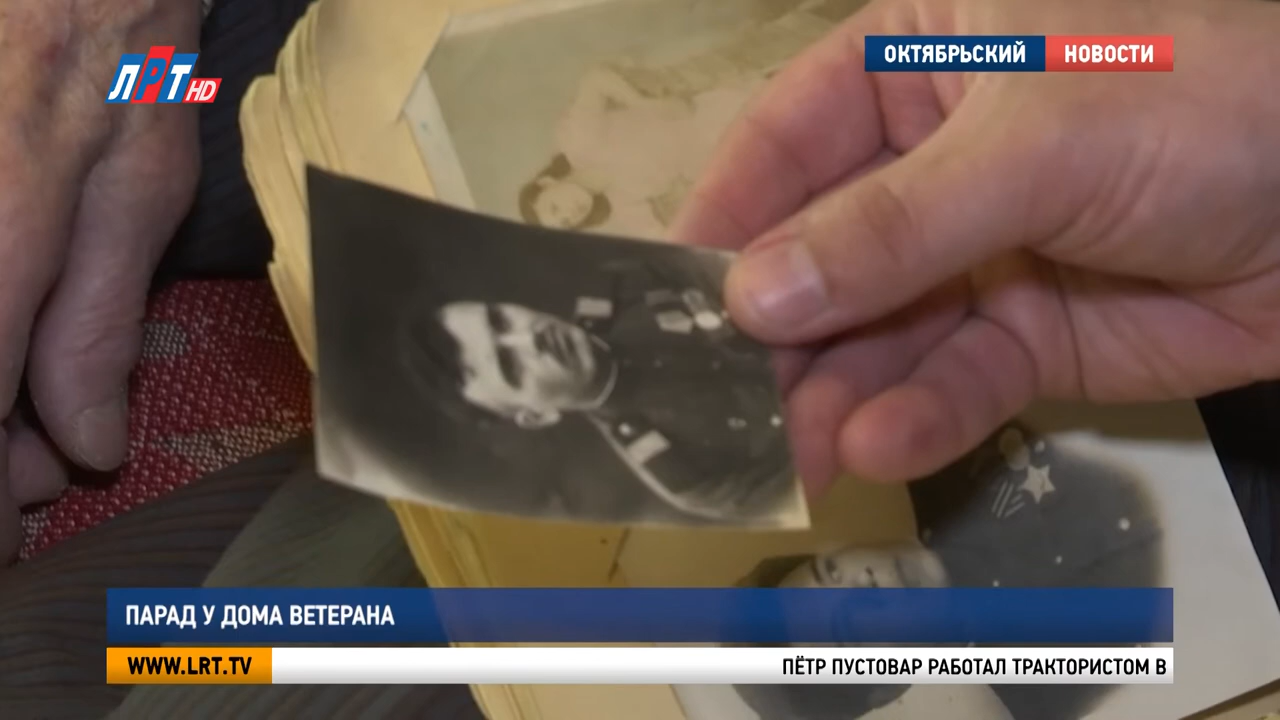 ЛРТ HD
ОКТЯБРЬСКИЙ НОВОСТИ
ПАРАД У ДОМА ВЕТЕРАНА
WWW.LRT.TV ПЁТР ПУСТОВАР РАБОТАЛ ТРАКТОРИСТОМ В